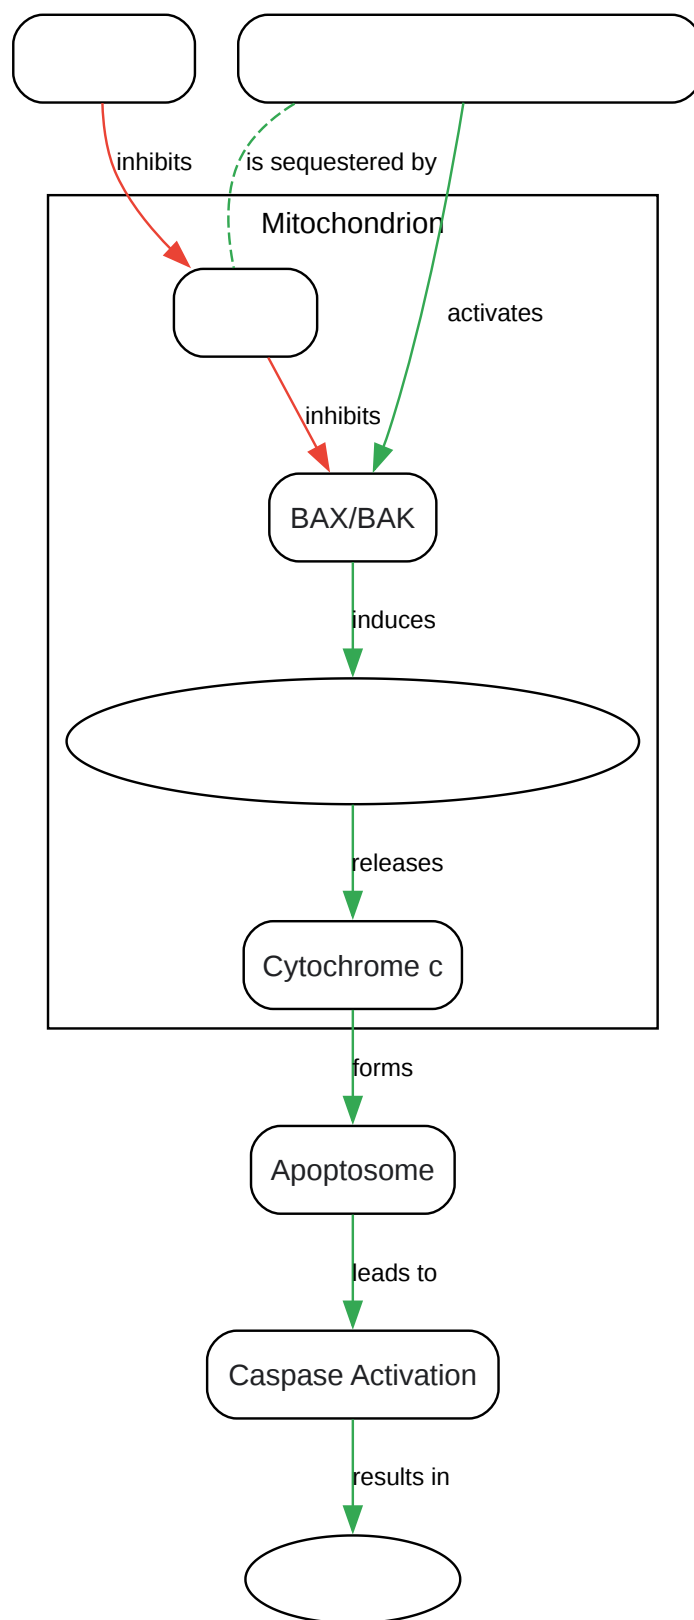 inhibits
is sequestered by
Mitochondrion
activates
inhibits
BAX/BAK
induces
releases
Cytochrome c
forms
Apoptosome
leads to
Caspase Activation
results in